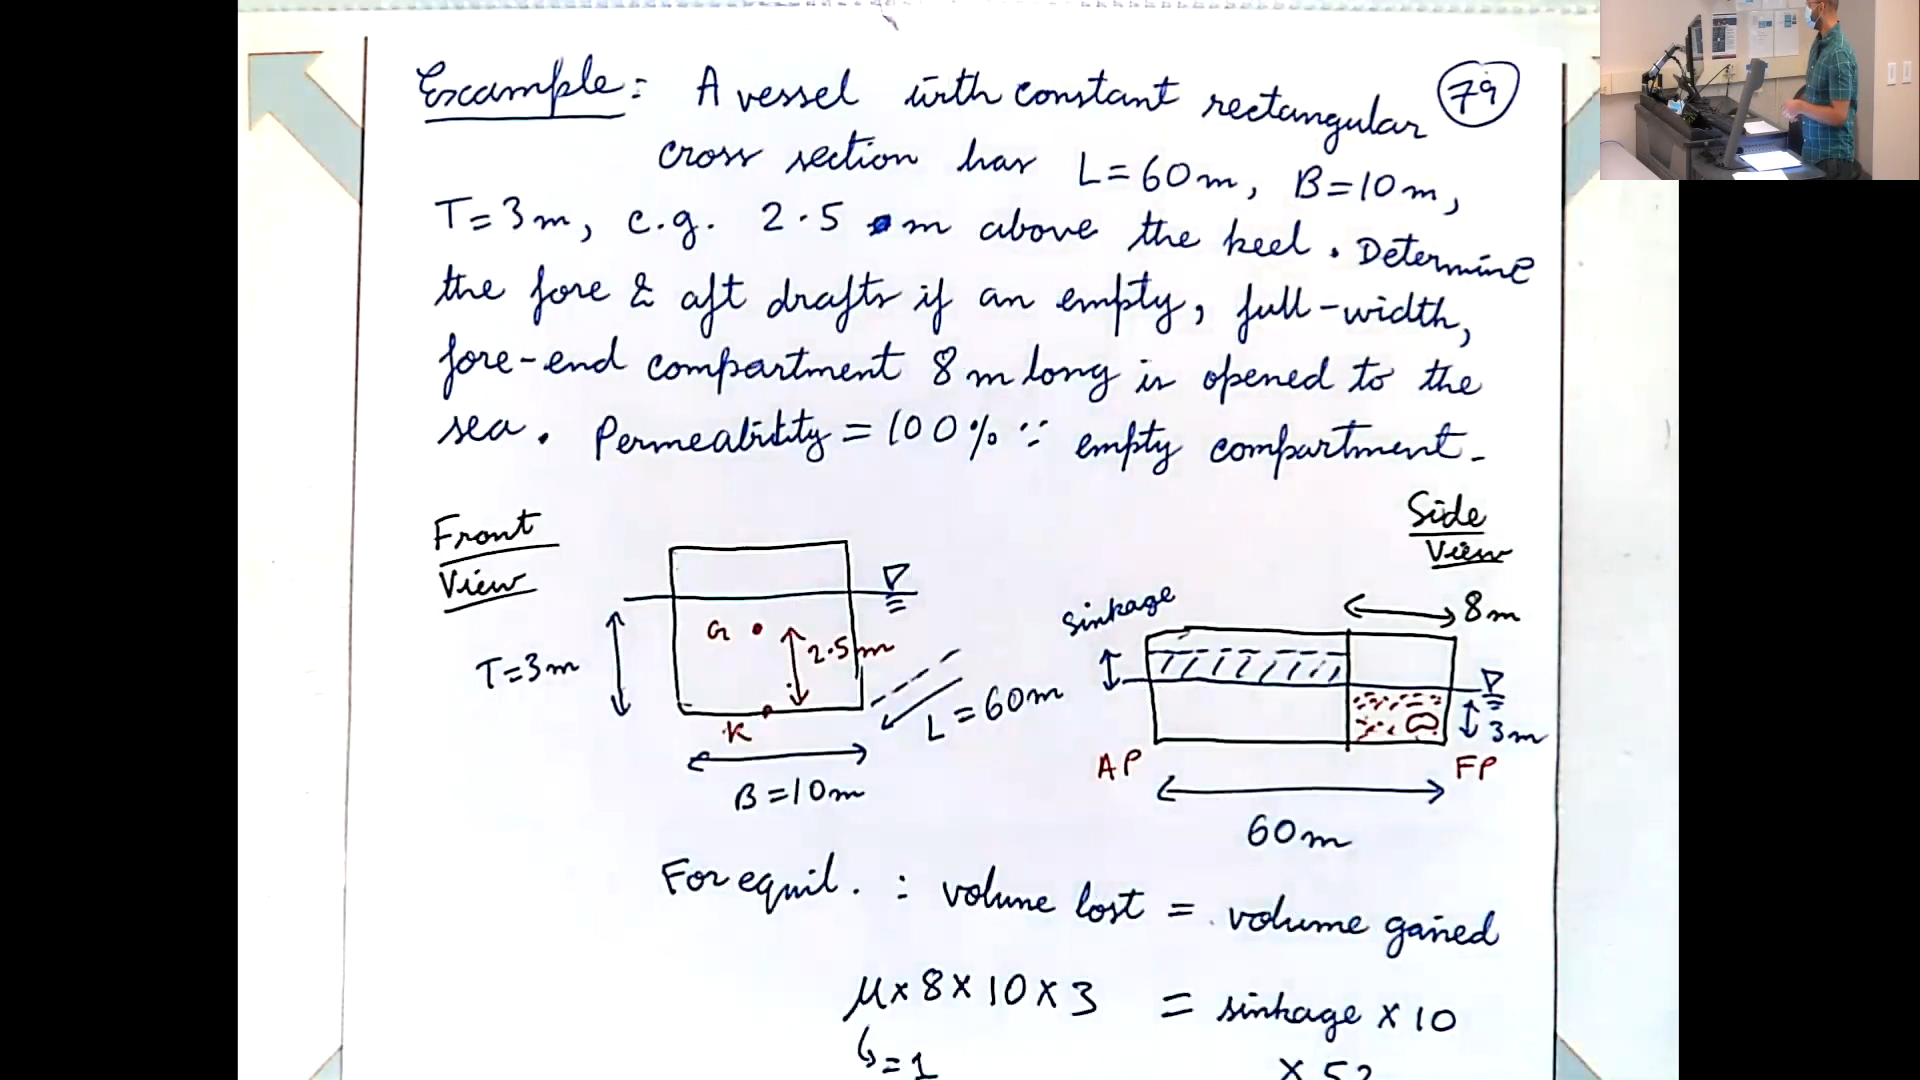 Example: A vessel with constant rectangular 79
cross section has L=60m, B=10m,
T=3m, c.g. 2.5 m above the keel. Determine
the fore & aft drafts if an empty, full-width,
fore-end compartment 8m long is opened to the
sea. Permeability = 100% ∵ empty compartment.
Front
View
Side
View
G
2.5m
T=3m
K
L=60m
B=10m
sinkage
8m
3m
AP
FP
60m
For equil. : volume lost = volume gained
μ x 8 x 10 x 3 = sinkage x 10
↳=1 x 52